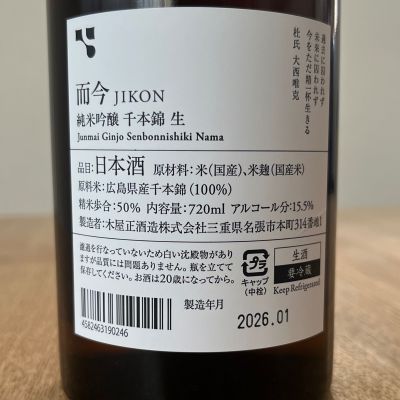 過去に囚われず
未来に囚われず
今をただ精一杯生きる
杜氏 大西唯克
而今 JIKON
純米吟醸 千本錦 生
Junmai Ginjo Senbonnishiki Nama
品目:日本酒 原材料:米(国産)、米麹(国産米)
原料米:広島県産千本錦(100%)
精米歩合:50% 内容量:720ml アルコール分:15.5%
製造者:木屋正酒造株式会社三重県名張市本町314番地1
濾過を行なっていないため白い沈殿物があり
ますが品質には問題ありません。瓶を立てて
保存してください。お酒は20歳になってから。
プラ
キャップ
(中栓)
生酒
要冷蔵
Keep Refrigerated
4582463190246
製造年月
2026.01